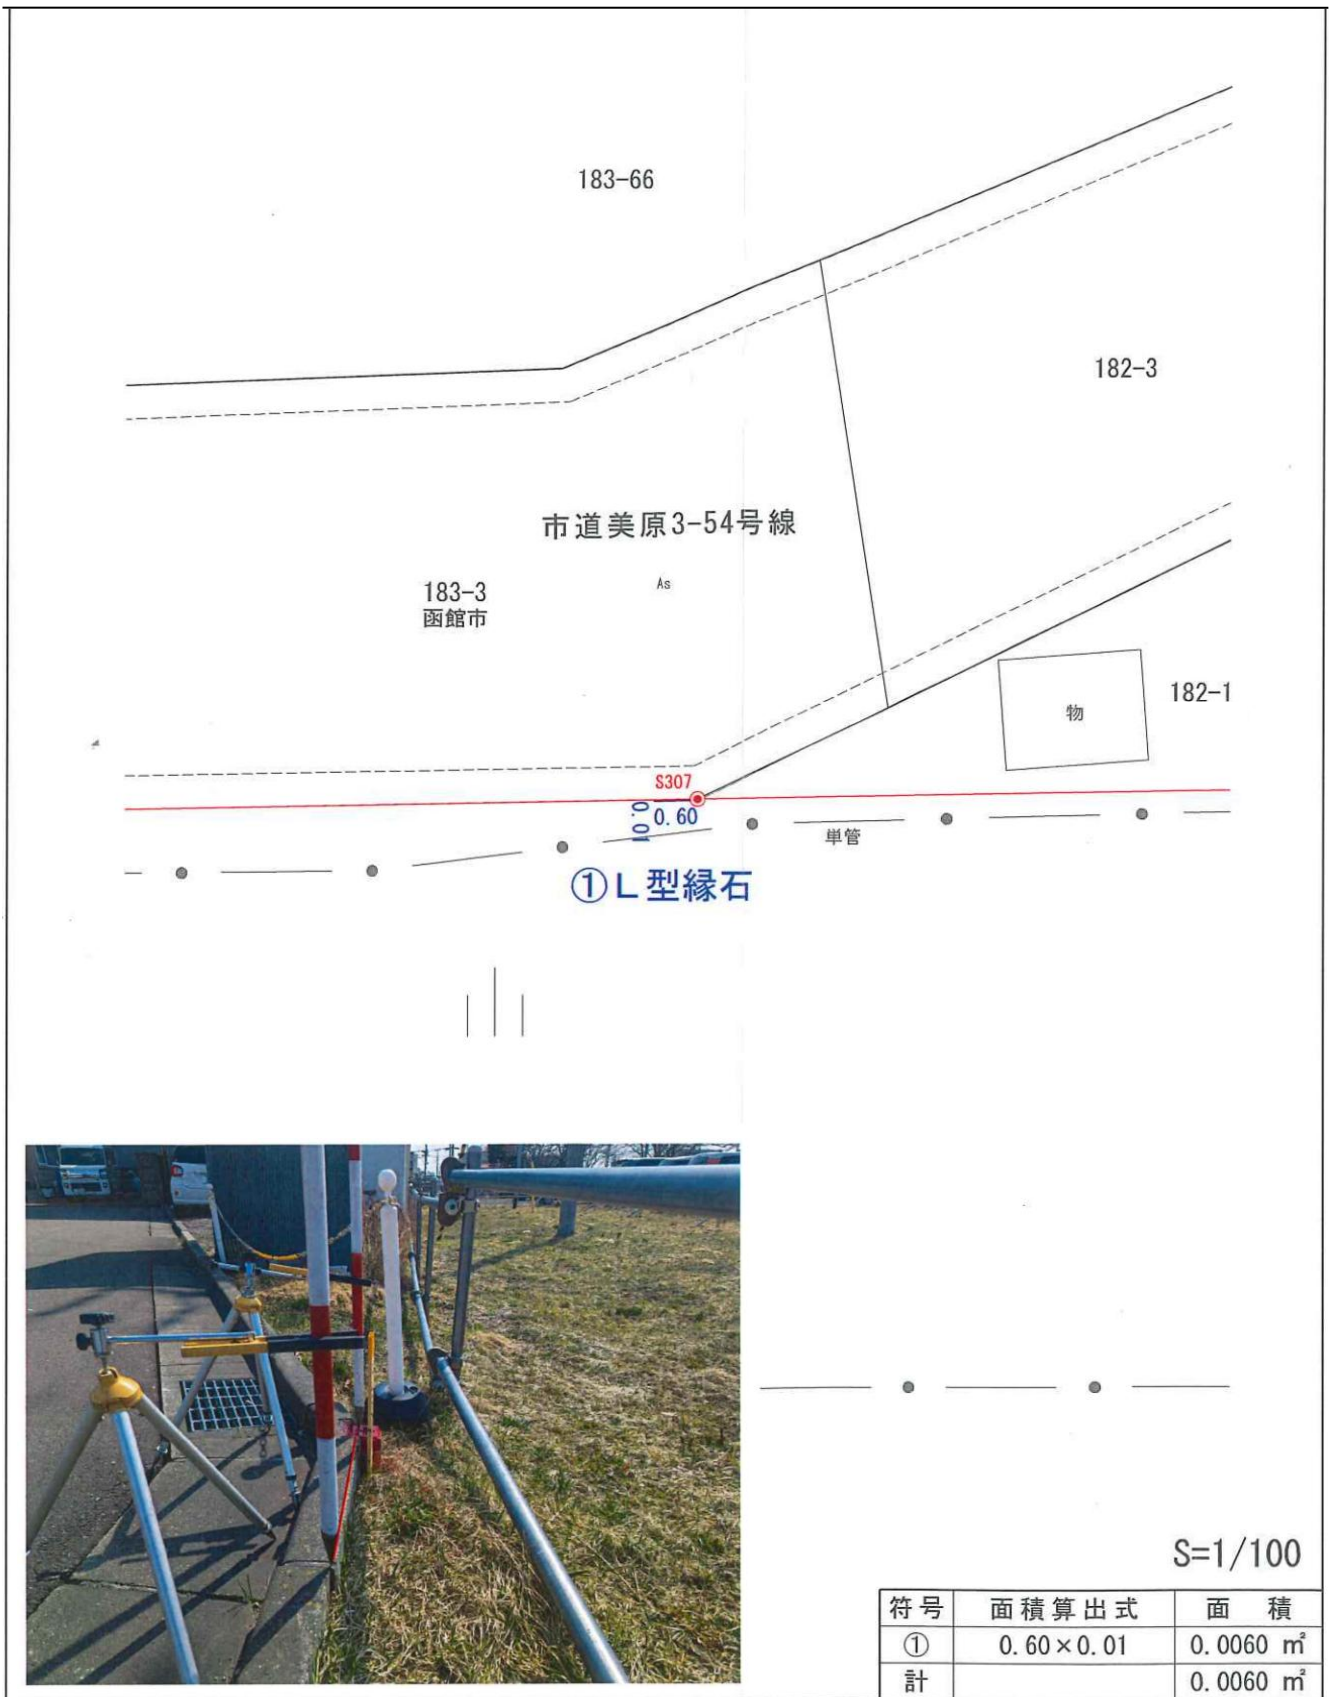 183-66
182-3
市道美原3-54号線
As
183-3
函館市
182-1
物
S307
0.60
0.01
単管
①L型縁石
S=1/100
符号 面積算出式 面 積
① 0.60×0.01 0.0060 ㎡
計 0.0060 ㎡